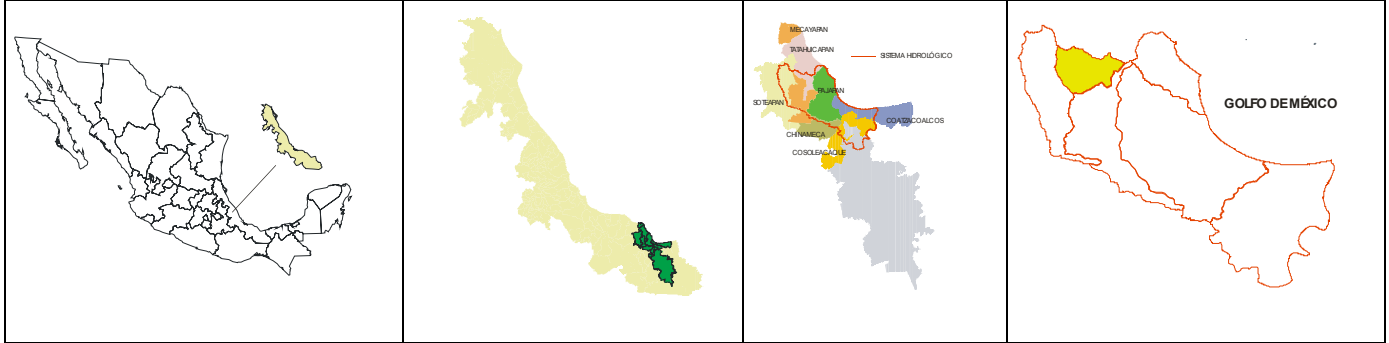 MECAYAPAN
TATAHUICAPAN
SISTEMA HIDROLÓGICO
PAJAPAN
SOTEAPAN
COATZACOALCOS
CHINAMECA
COSOLEACAQUE
GOLFO DE MÉXICO